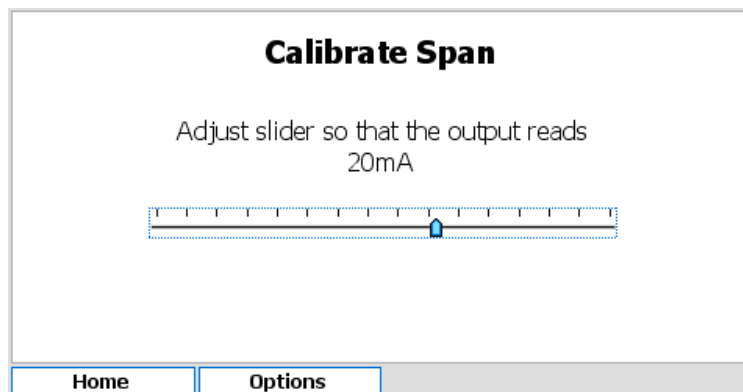 Calibrate Span
Adjust slider so that the output reads
20mA
Home
Options